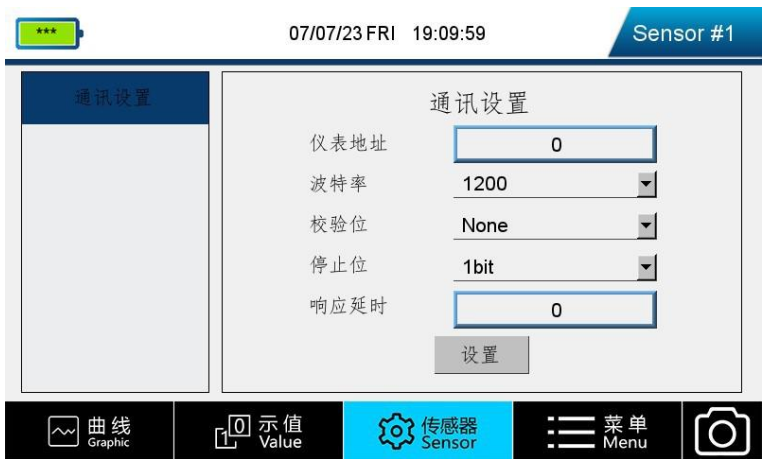 ***
07/07/23 FRI 19:09:59
Sensor #1
通讯设置
通讯设置
仪表地址 0
波特率 1200
校验位 None
停止位 1bit
响应延时 0
设置
曲线
Graphic
1 0 示值
Value
传感器
Sensor
菜单
Menu